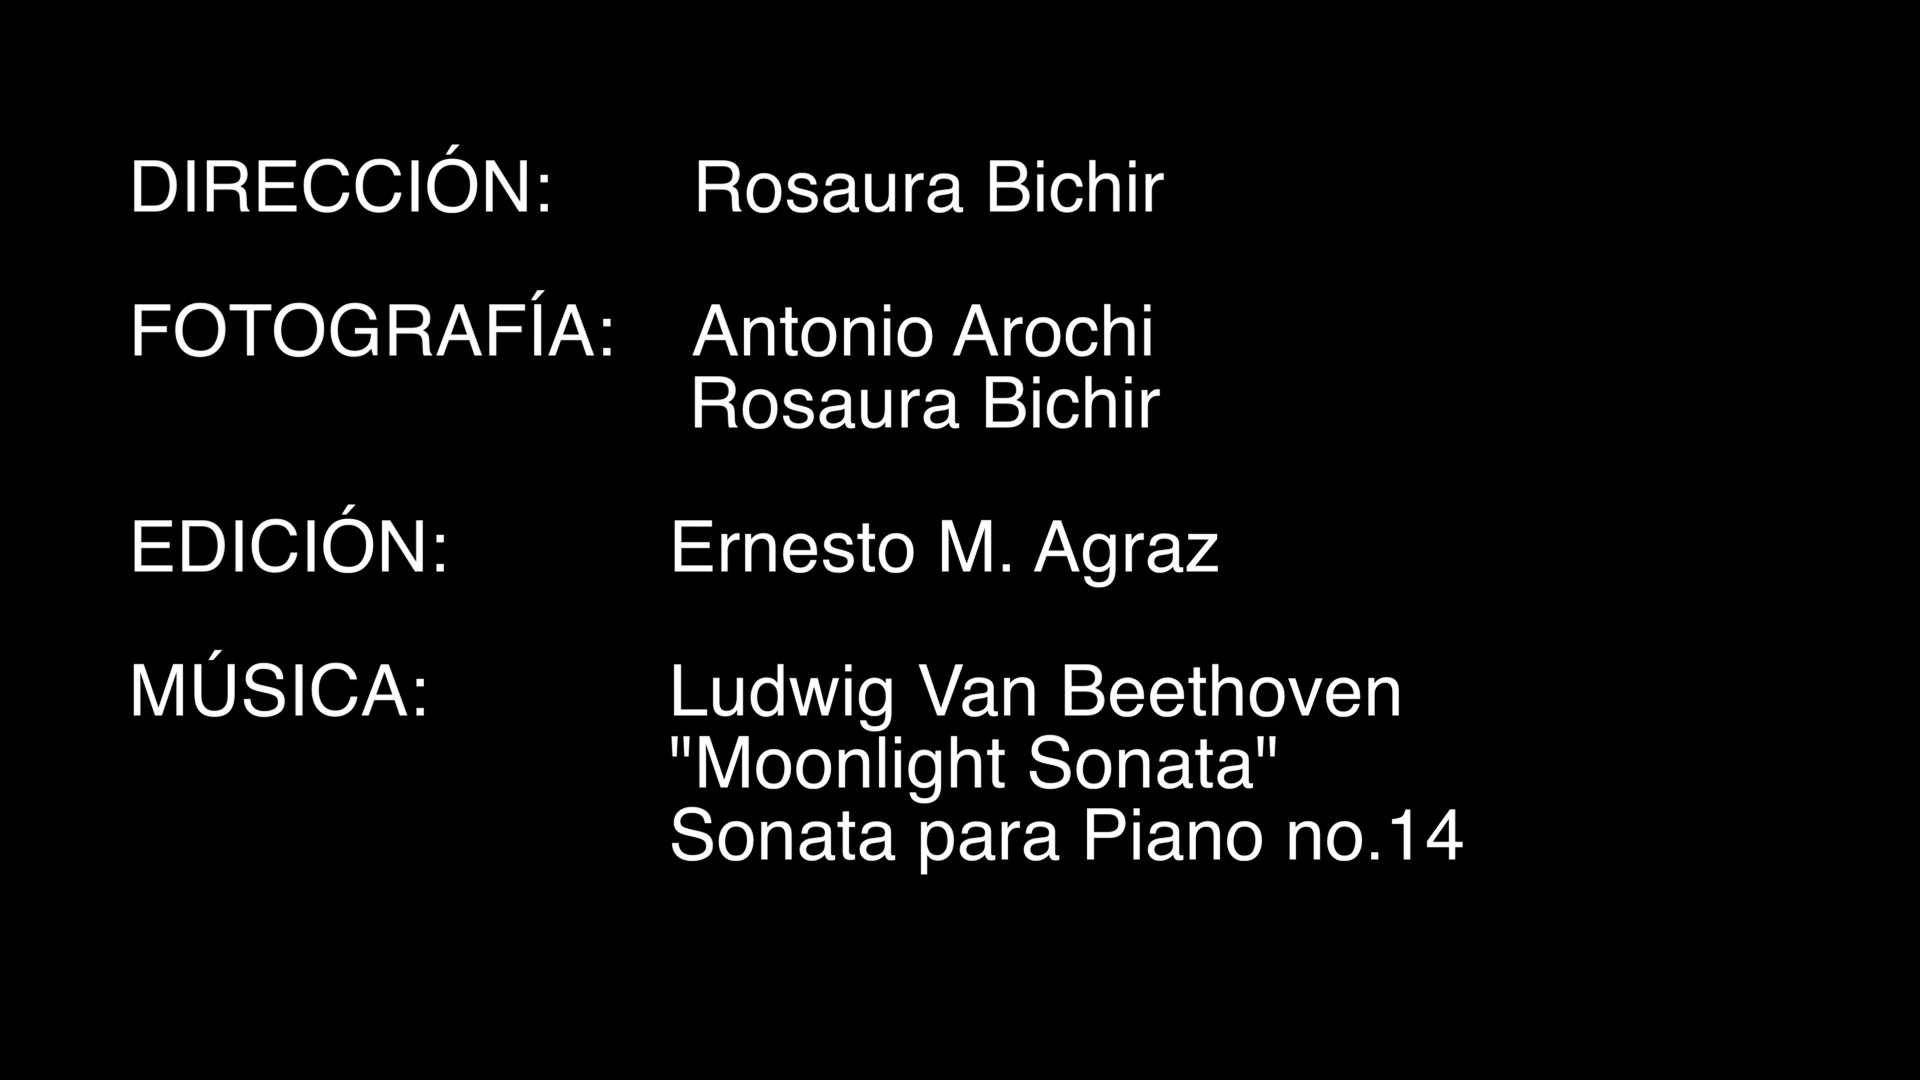 DIRECCIÓN: Rosaura Bichir
FOTOGRAFÍA: Antonio Arochi
Rosaura Bichir
EDICIÓN: Ernesto M. Agraz
MÚSICA: Ludwig Van Beethoven
"Moonlight Sonata"
Sonata para Piano no.14